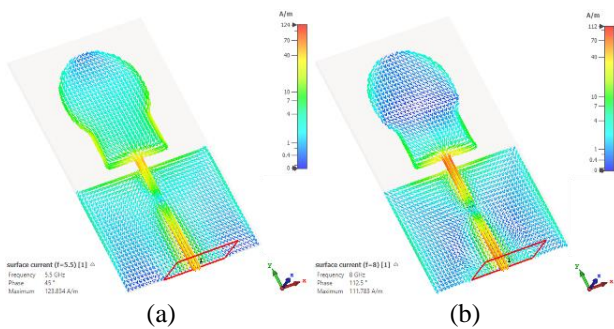 A/m
124
70
40
10
7
4
1
0.4
0
surface current (f=5.5) [1]
Frequency 5.5 GHz
Phase 45 °
Maximum 123.834 A/m
y
z
x
(a)
A/m
112
70
40
10
7
4
1
0.4
0
surface current (f=8) [1]
Frequency 8 GHz
Phase 112.5 °
Maximum 111.783 A/m
y
z
x
(b)